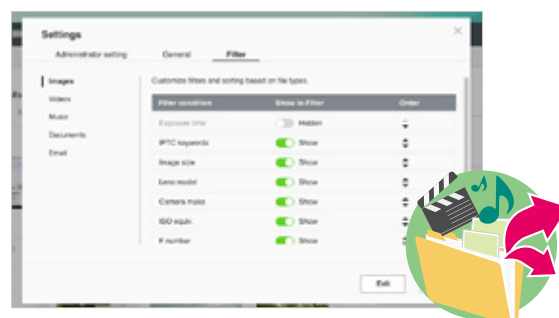 Settings
Administrator setting General Filter
Images
Videos
Music
Documents
Email
Customize filters and sorting based on file types.
Filter condition Show in Filter Order
Exposure time Hidden
IPTC keywords Show
Image size Show
Lens model Show
Camera make Show
ISO equiv. Show
F number Show
Exit